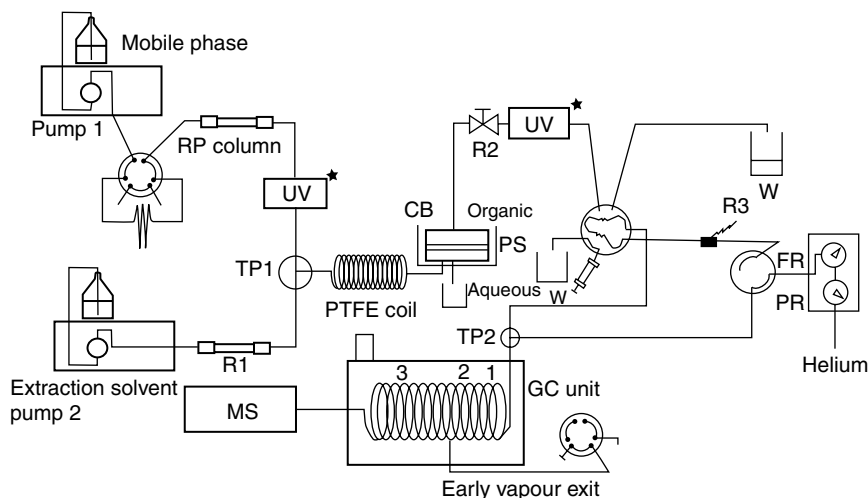 Mobile phase
Pump 1
RP column
UV
TP1
PTFE coil
CB
Organic
PS
Aqueous
R2
UV
W
W
R3
FR
PR
Helium
TP2
R1
Extraction solvent
pump 2
MS
3 2 1
GC unit
Early vapour exit